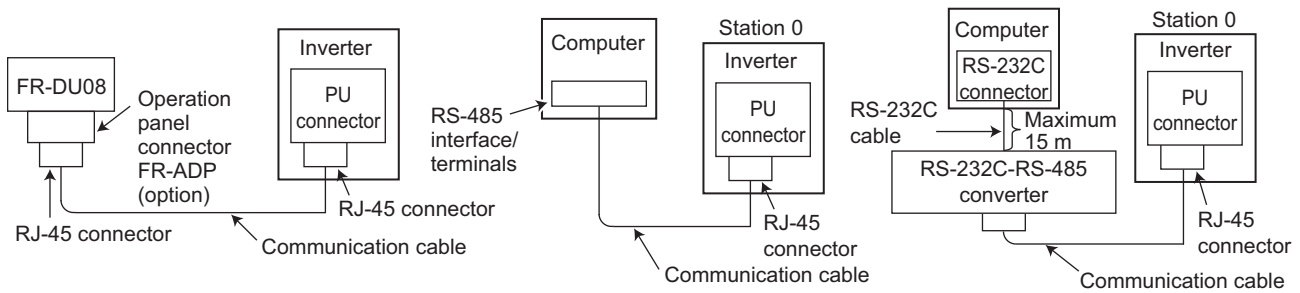 FR-DU08
Operation
panel
connector
FR-ADP
(option)
RJ-45 connector
Inverter
PU
connector
RJ-45 connector
Communication cable
Computer
RS-485
interface/
terminals
Station 0
Inverter
PU
connector
RJ-45
connector
Communication cable
Computer
RS-232C
connector
RS-232C
cable
Maximum
15 m
RS-232C-RS-485
converter
Station 0
Inverter
PU
connector
RJ-45
connector
Communication cable